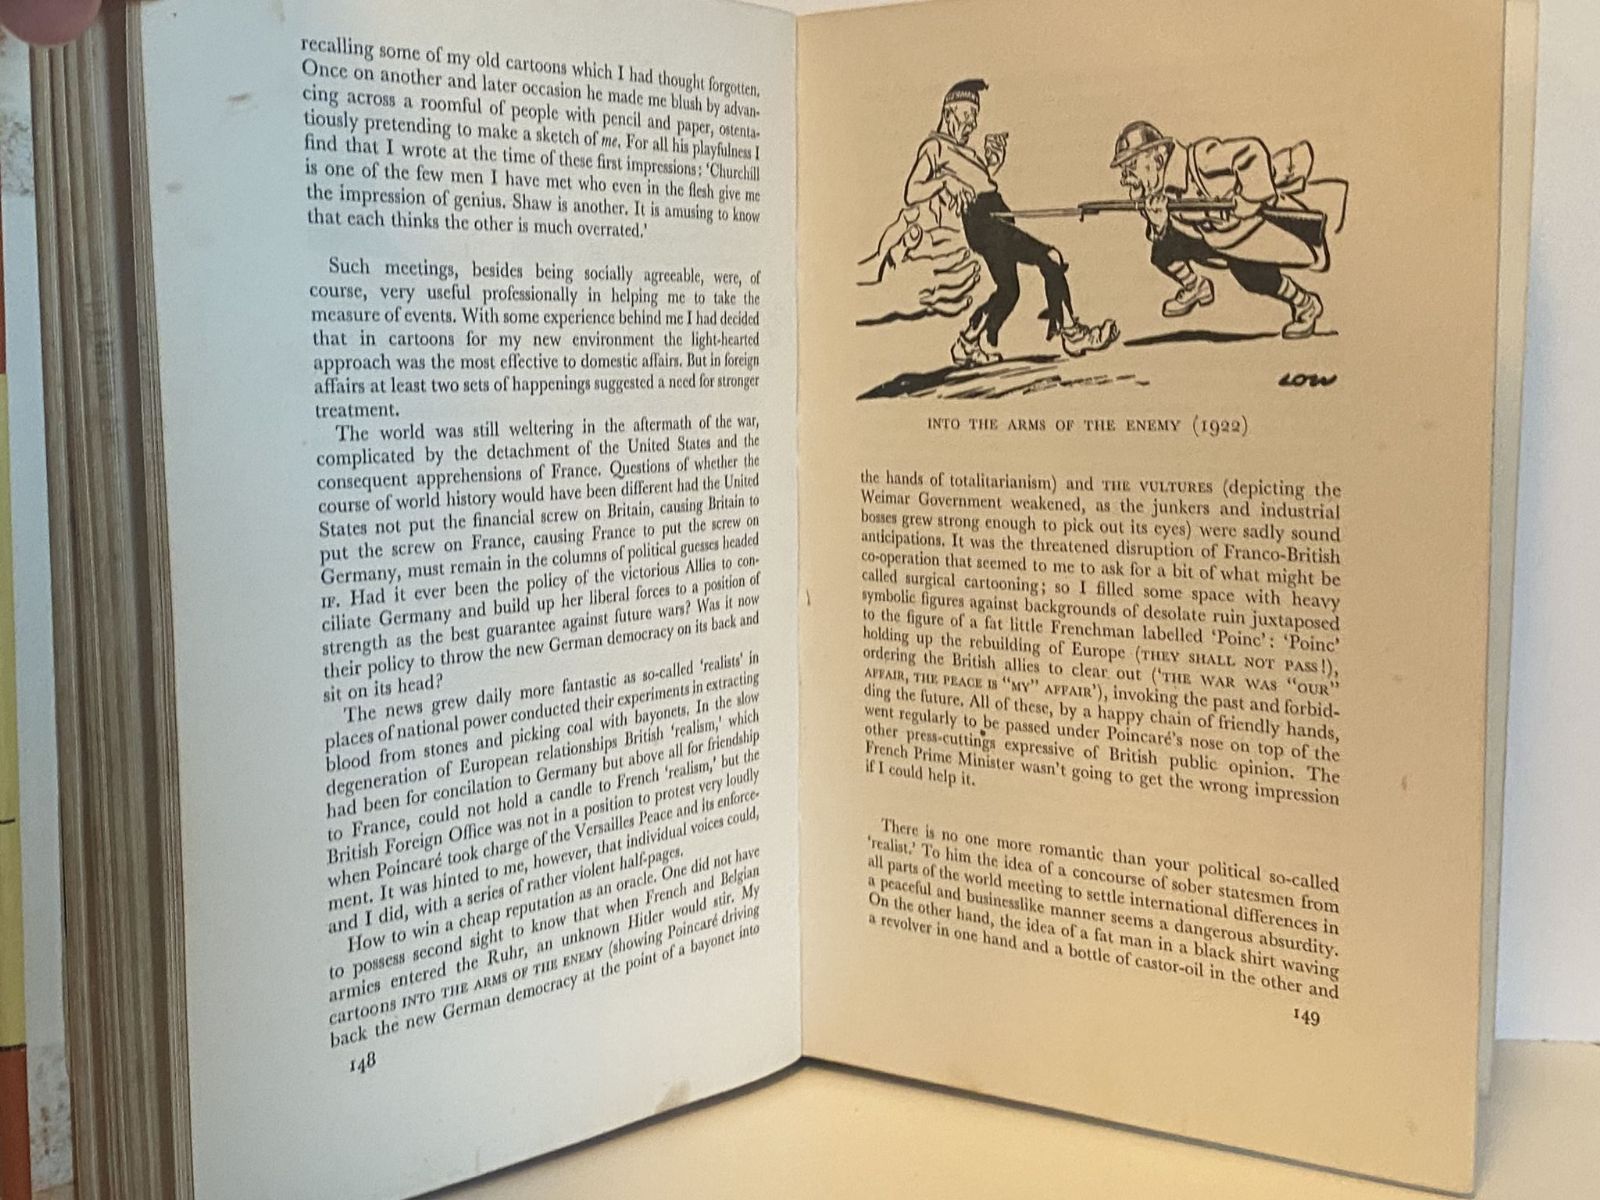 recalling some of my old cartoons which I had thought forgotten.
Once on another and later occasion he made me blush by advan-
cing across a roomful of people with pencil and paper, ostenta-
tiously pretending to make a sketch of me. For all his playfulness I
find that I wrote at the time of these first impressions: 'Churchill
is one of the few men I have met who even in the flesh give me
the impression of genius. Shaw is another. It is amusing to know
that each thinks the other is much overrated.'
Such meetings, besides being socially agreeable, were, of
course, very useful professionally in helping me to take the
measure of events. With some experience behind me I had decided
that in cartoons for my new environment the light-hearted
approach was the most effective to domestic affairs. But in foreign
affairs at least two sets of happenings suggested a need for stronger
treatment.
The world was still weltering in the aftermath of the war,
complicated by the detachment of the United States and the
consequent apprehensions of France. Questions of whether the
course of world history would have been different had the United
States not put the financial screw on Britain, causing Britain to
put the screw on France, causing France to put the screw on
Germany, must remain in the columns of political guesses headed
IF. Had it ever been the policy of the victorious Allies to con-
ciliate Germany and build up her liberal forces to a position of
strength as the best guarantee against future wars? Was it now
their policy to throw the new German democracy on its back and
sit on its head?
The news grew daily more fantastic as so-called 'realists' in
places of national power conducted their experiments in extracting
blood from stones and picking coal with bayonets. In the slow
degeneration of European relationships British 'realism,' which
had been for concilation to Germany but above all for friendship
to France, could not hold a candle to French 'realism,' but the
British Foreign Office was not in a position to protest very loudly
when Poincaré took charge of the Versailles Peace and its enforce-
ment. It was hinted to me, however, that individual voices could,
and I did, with a series of rather violent half-pages.
How to win a cheap reputation as an oracle. One did not have
to possess second sight to know that when French and Belgian
armies entered the Ruhr, an unknown Hitler would stir. My
cartoons INTO THE ARMS OF THE ENEMY (showing Poincaré driving
back the new German democracy at the point of a bayonet into
148
LOW
INTO THE ARMS OF THE ENEMY (1922)
the hands of totalitarianism) and THE VULTURES (depicting the
Weimar Government weakened, as the junkers and industrial
bosses grew strong enough to pick out its eyes) were sadly sound
anticipations. It was the threatened disruption of Franco-British
co-operation that seemed to me to ask for a bit of what might be
called surgical cartooning; so I filled some space with heavy
symbolic figures against backgrounds of desolate ruin juxtaposed
to the figure of a fat little Frenchman labelled 'Poinc': 'Poinc'
holding up the rebuilding of Europe (THEY SHALL NOT PASS!),
ordering the British allies to clear out ('THE WAR WAS "OUR"
AFFAIR, THE PEACE IS "MY" AFFAIR'), invoking the past and forbid-
ding the future. All of these, by a happy chain of friendly hands,
went regularly to be passed under Poincaré's nose on top of the
other press-cuttings expressive of British public opinion. The
French Prime Minister wasn't going to get the wrong impression
if I could help it.
There is no one more romantic than your political so-called
'realist.' To him the idea of a concourse of sober statesmen from
all parts of the world meeting to settle international differences in
a peaceful and businesslike manner seems a dangerous absurdity.
On the other hand, the idea of a fat man in a black shirt waving
a revolver in one hand and a bottle of castor-oil in the other and
149